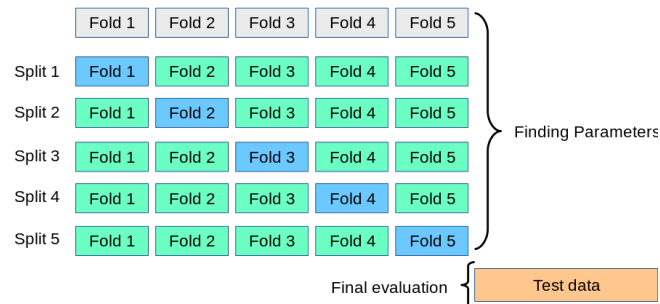 Fold 1 Fold 2 Fold 3 Fold 4 Fold 5
Split 1 Fold 1 Fold 2 Fold 3 Fold 4 Fold 5
Split 2 Fold 1 Fold 2 Fold 3 Fold 4 Fold 5
Finding Parameters
Split 3 Fold 1 Fold 2 Fold 3 Fold 4 Fold 5
Split 4 Fold 1 Fold 2 Fold 3 Fold 4 Fold 5
Split 5 Fold 1 Fold 2 Fold 3 Fold 4 Fold 5
Final evaluation Test data